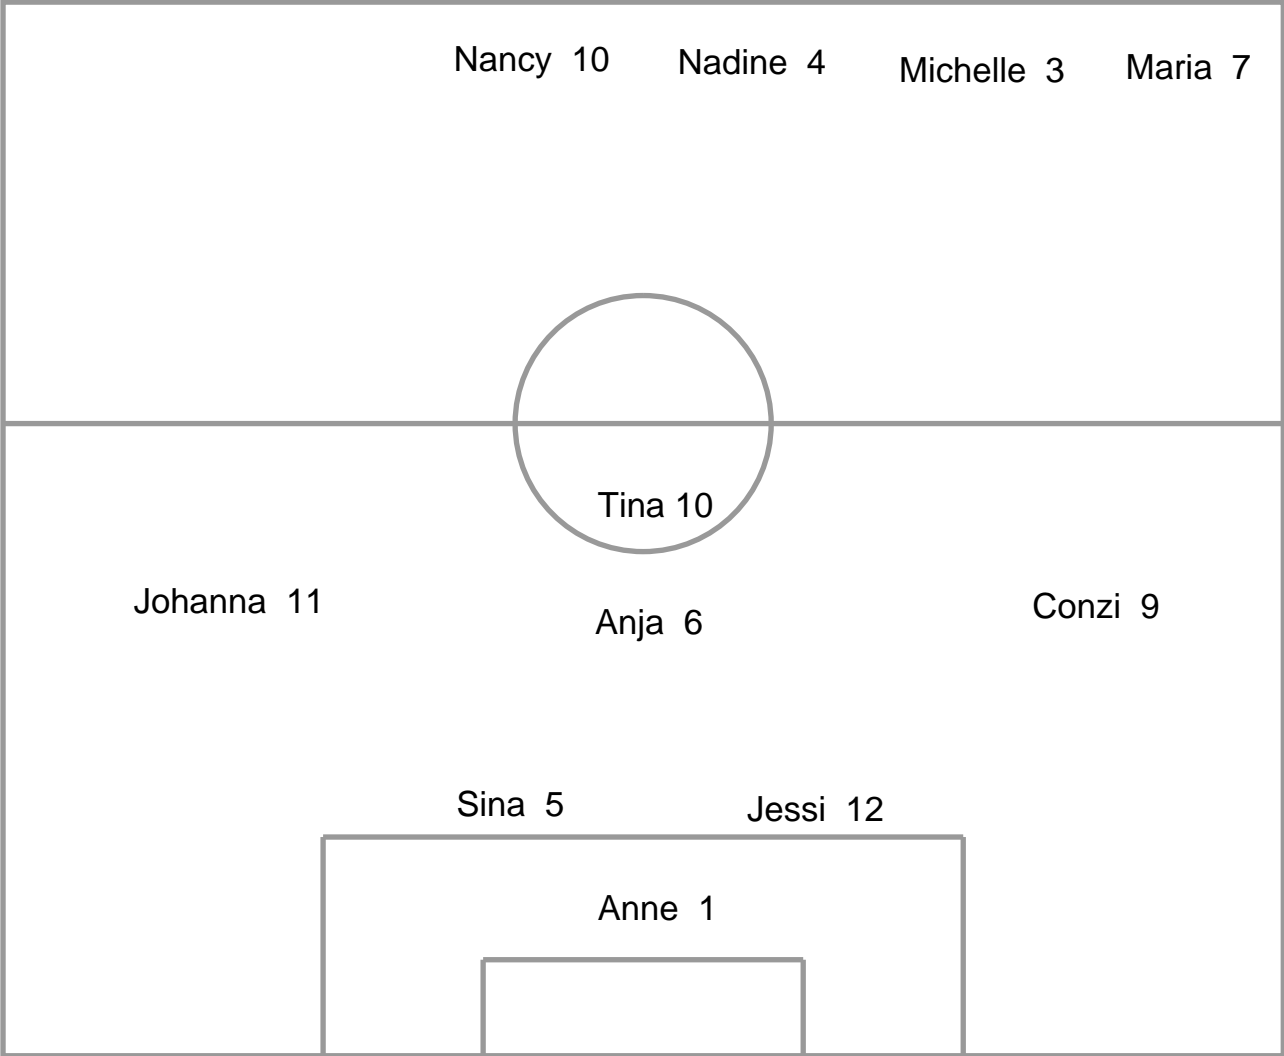 Nancy 10 Nadine 4 Michelle 3 Maria 7
Tina 10
Johanna 11 Anja 6 Conzi 9
Sina 5 Jessi 12
Anne 1